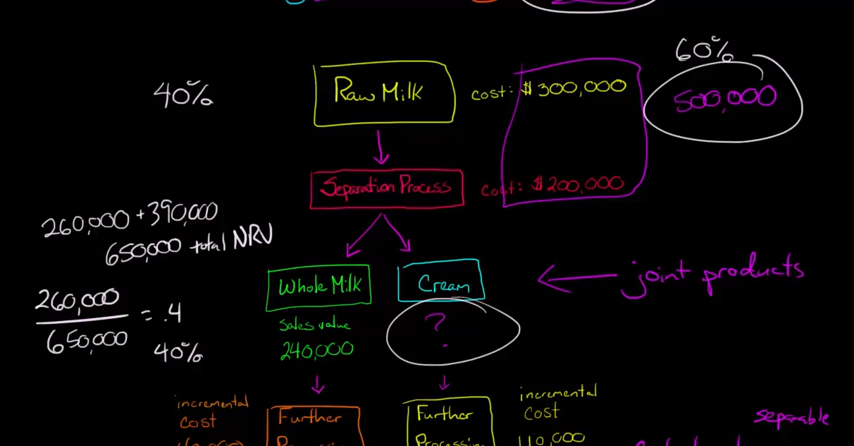 60%
40%
Raw Milk
cost: $300,000
500,000
Separation Process
cost: $200,000
260,000 + 390,000
650,000 total NRV
Whole Milk
Cream
joint products
260,000
650,000
= .4
40%
sales value
240,000
?
incremental
cost
Further
Further
Processing
incremental
cost
110,000
separable